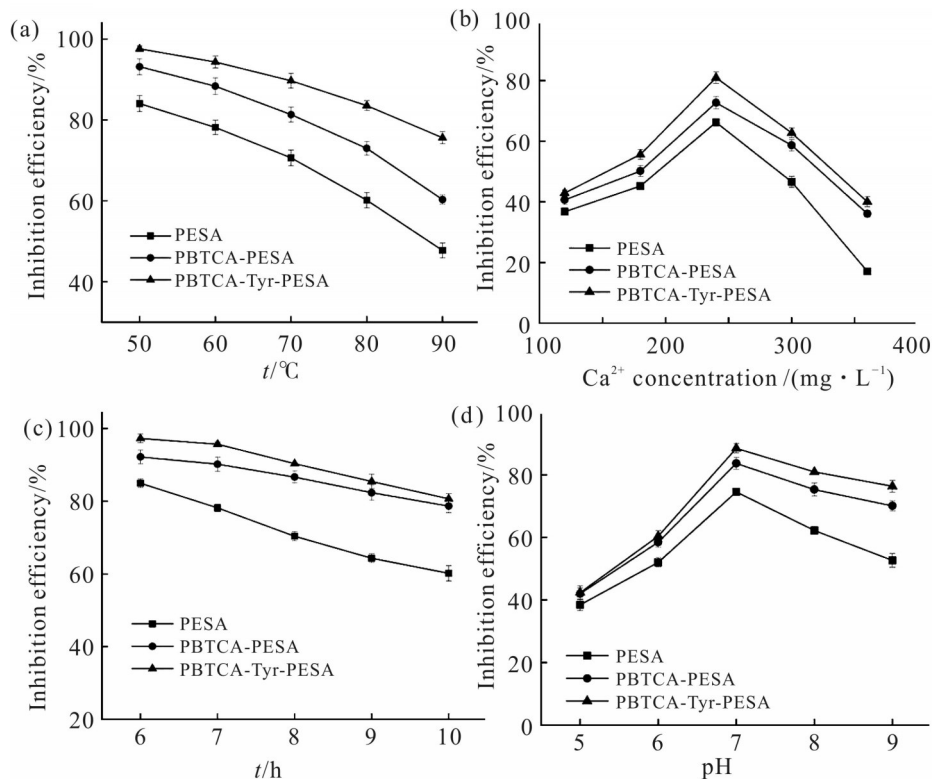 (a)
100
80
60
40
Inhibition efficiency/%
PESA
PBTCA-PESA
PBTCA-Tyr-PESA
50 60 70 80 90
t/°C
(b)
100
80
60
40
20
0
Inhibition efficiency/%
PESA
PBTCA-PESA
PBTCA-Tyr-PESA
100 200 300 400
Ca²⁺ concentration /(mg · L⁻¹)
(c)
100
80
60
40
20
Inhibition efficiency/%
PESA
PBTCA-PESA
PBTCA-Tyr-PESA
6 7 8 9 10
t/h
(d)
100
80
60
40
20
0
Inhibition efficiency/%
PESA
PBTCA-PESA
PBTCA-Tyr-PESA
5 6 7 8 9
pH